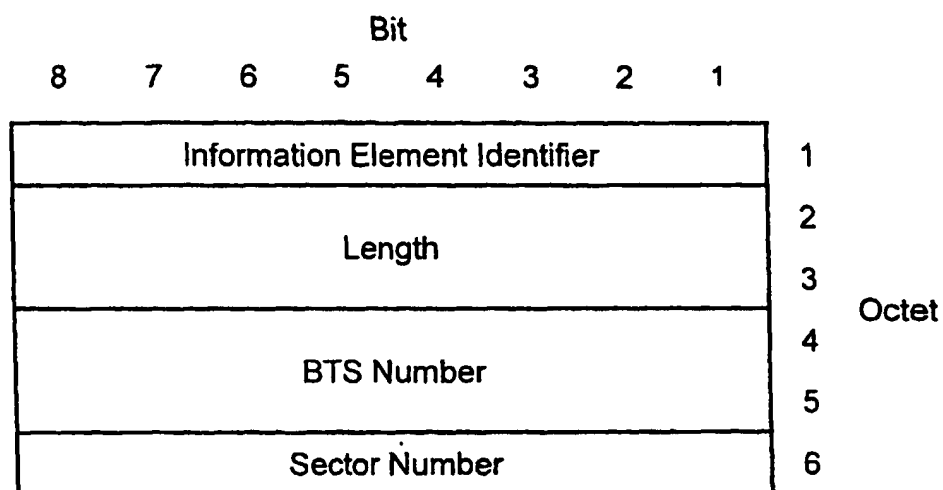 Bit
8 7 6 5 4 3 2 1
Information Element Identifier 1
2
Length
3
Octet
4
BTS Number
5
Sector Number 6